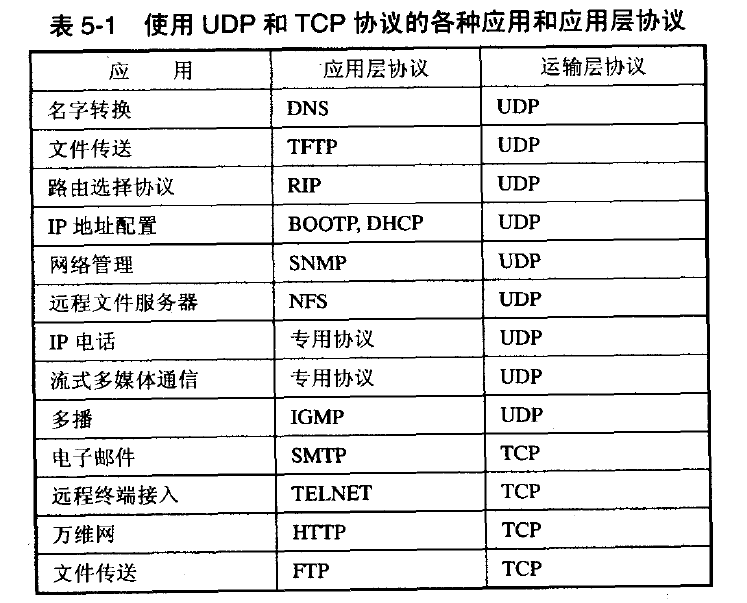 表 5-1 使用 UDP 和 TCP 协议的各种应用和应用层协议
应 用 应用层协议 运输层协议
名字转换 DNS UDP
文件传送 TFTP UDP
路由选择协议 RIP UDP
IP 地址配置 BOOTP, DHCP UDP
网络管理 SNMP UDP
远程文件服务器 NFS UDP
IP 电话 专用协议 UDP
流式多媒体通信 专用协议 UDP
多播 IGMP UDP
电子邮件 SMTP TCP
远程终端接入 TELNET TCP
万维网 HTTP TCP
文件传送 FTP TCP